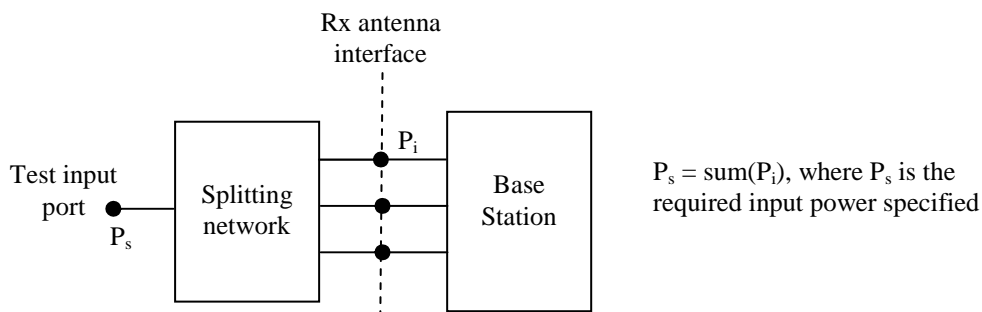 Rx antenna
interface
Test input
port
Pₛ
Splitting
network
Pᵢ
Base
Station
Pₛ = sum(Pᵢ), where Pₛ is the
required input power specified